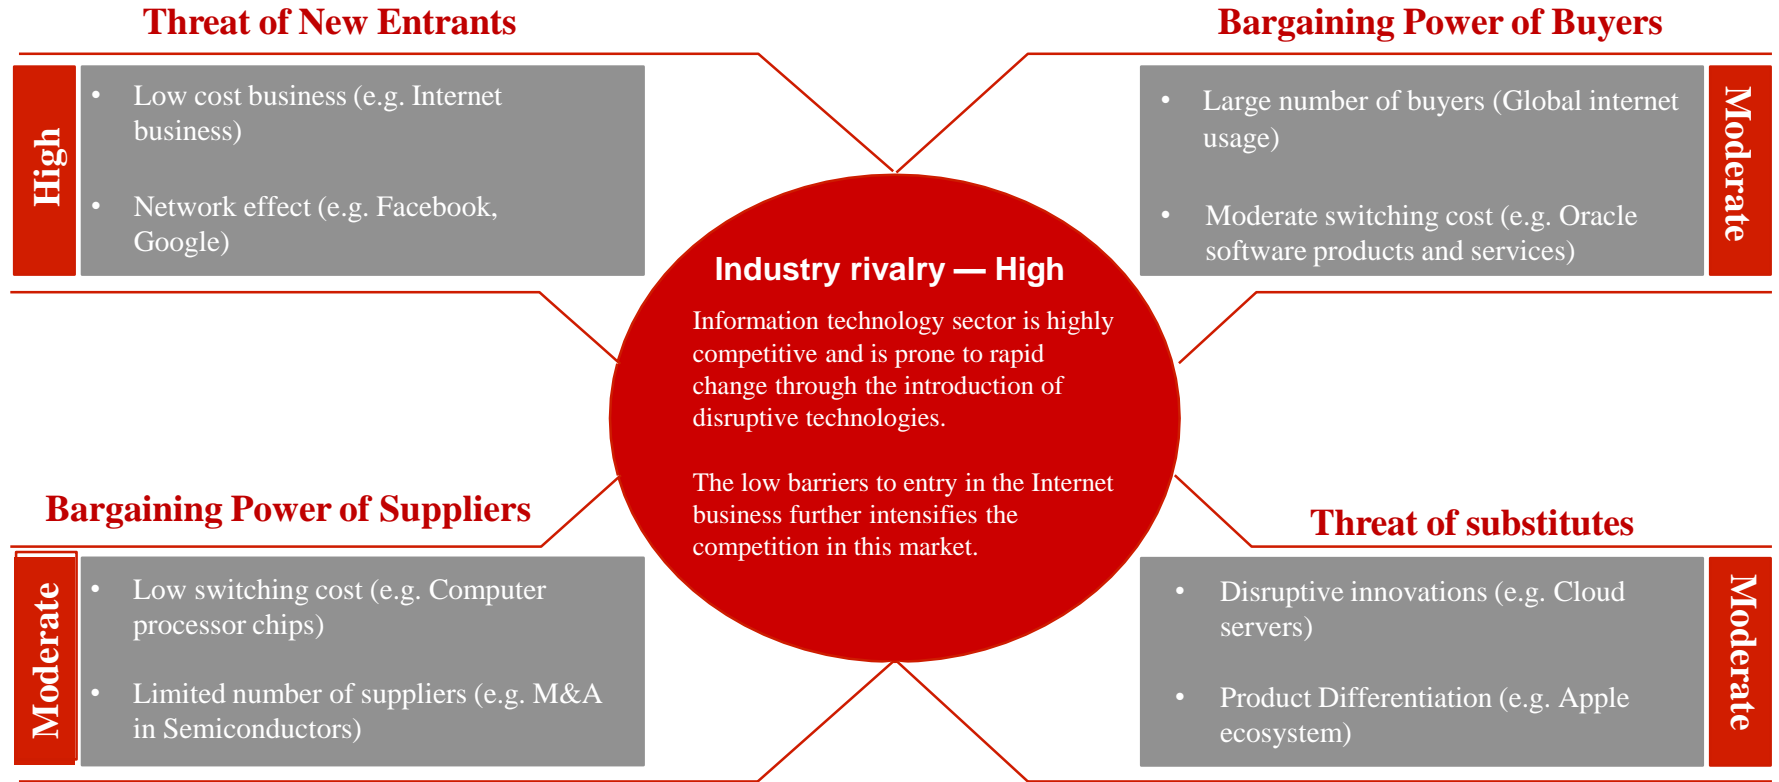 Threat of New Entrants
High
• Low cost business (e.g. Internet
business)
• Network effect (e.g. Facebook,
Google)
Bargaining Power of Buyers
• Large number of buyers (Global internet
usage)
• Moderate switching cost (e.g. Oracle
software products and services)
Moderate
Industry rivalry — High
Information technology sector is highly
competitive and is prone to rapid
change through the introduction of
disruptive technologies.
The low barriers to entry in the Internet
business further intensifies the
competition in this market.
Bargaining Power of Suppliers
Moderate
• Low switching cost (e.g. Computer
processor chips)
• Limited number of suppliers (e.g. M&A
in Semiconductors)
Threat of substitutes
• Disruptive innovations (e.g. Cloud
servers)
• Product Differentiation (e.g. Apple
ecosystem)
Moderate